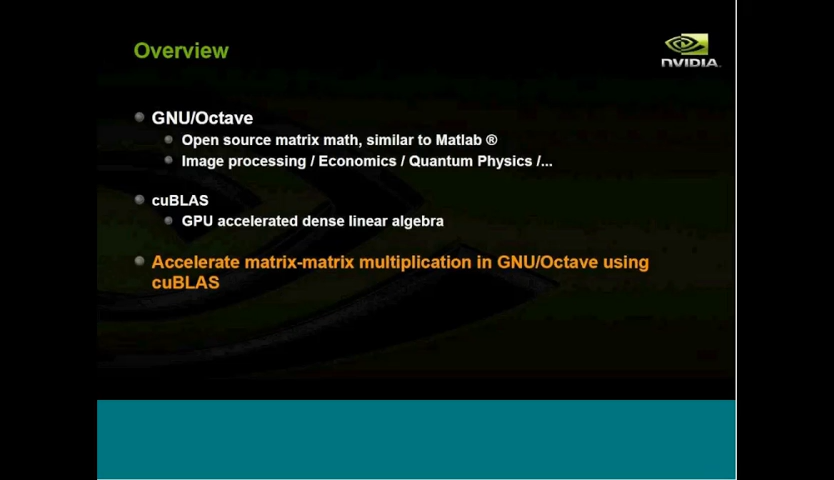 Overview
NVIDIA.
GNU/Octave
Open source matrix math, similar to Matlab ®
Image processing / Economics / Quantum Physics /...
cuBLAS
GPU accelerated dense linear algebra
Accelerate matrix-matrix multiplication in GNU/Octave using
cuBLAS